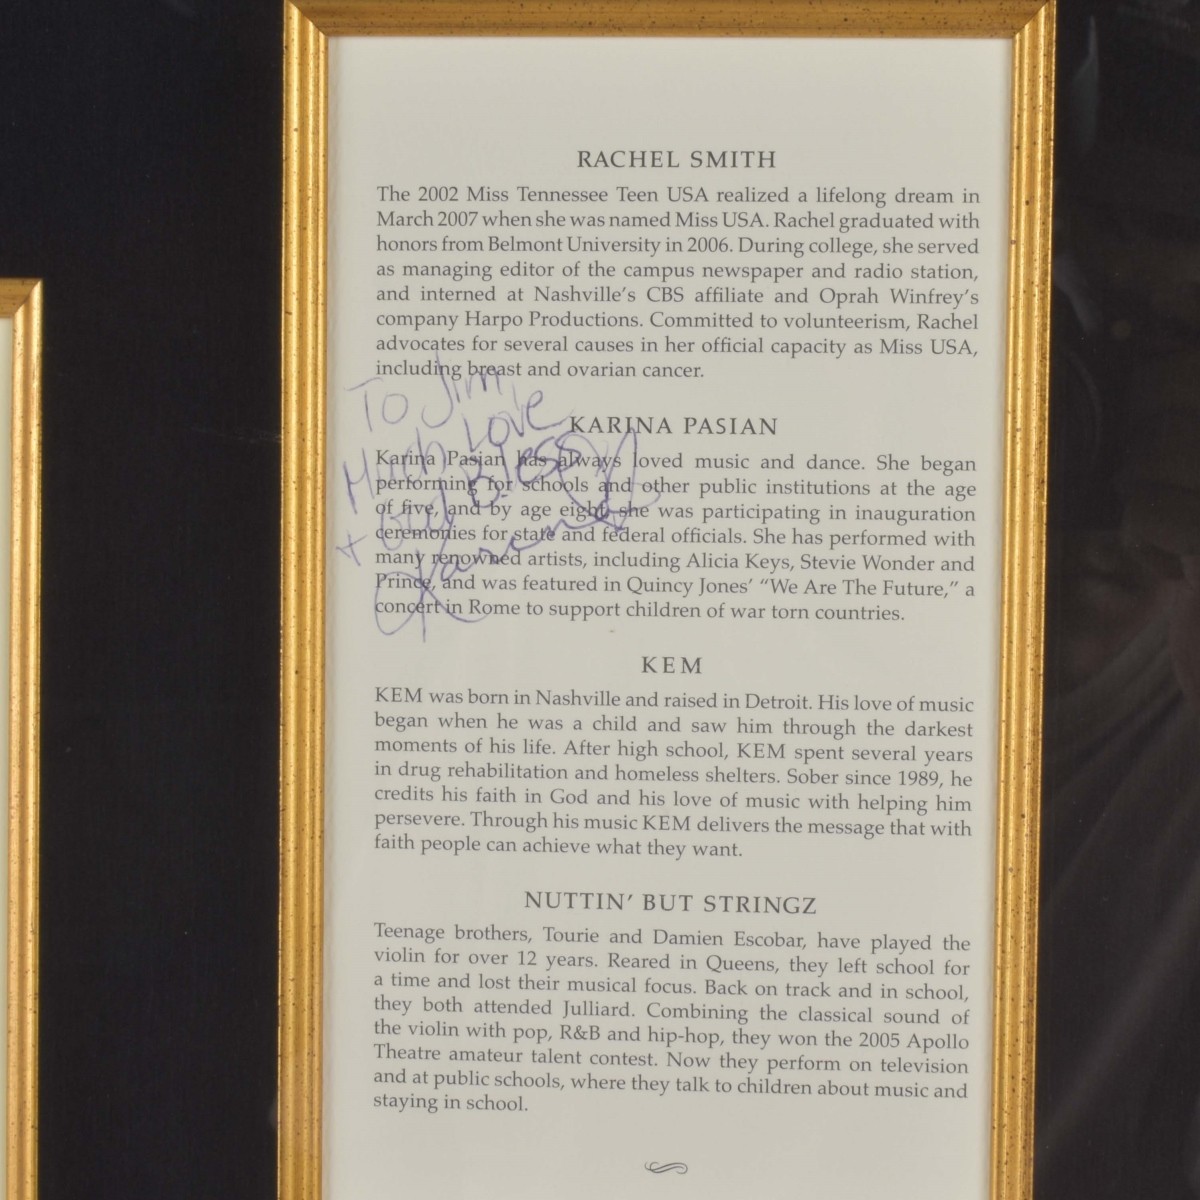 RACHEL SMITH
The 2002 Miss Tennessee Teen USA realized a lifelong dream in
March 2007 when she was named Miss USA. Rachel graduated with
honors from Belmont University in 2006. During college, she served
as managing editor of the campus newspaper and radio station,
and interned at Nashville's CBS affiliate and Oprah Winfrey's
company Harpo Productions. Committed to volunteerism, Rachel
advocates for several causes in her official capacity as Miss USA,
including breast and ovarian cancer.
To Jim,
Much Love
+ God Bless
Karina
KARINA PASIAN
Karina Pasian has always loved music and dance. She began
performing for schools and other public institutions at the age
of five, and by age eight, she was participating in inauguration
ceremonies for state and federal officials. She has performed with
many renowned artists, including Alicia Keys, Stevie Wonder and
Prince, and was featured in Quincy Jones' "We Are The Future," a
concert in Rome to support children of war torn countries.
KEM
KEM was born in Nashville and raised in Detroit. His love of music
began when he was a child and saw him through the darkest
moments of his life. After high school, KEM spent several years
in drug rehabilitation and homeless shelters. Sober since 1989, he
credits his faith in God and his love of music with helping him
persevere. Through his music KEM delivers the message that with
faith people can achieve what they want.
NUTTIN' BUT STRINGZ
Teenage brothers, Tourie and Damien Escobar, have played the
violin for over 12 years. Reared in Queens, they left school for
a time and lost their musical focus. Back on track and in school,
they both attended Julliard. Combining the classical sound of
the violin with pop, R&B and hip-hop, they won the 2005 Apollo
Theatre amateur talent contest. Now they perform on television
and at public schools, where they talk to children about music and
staying in school.